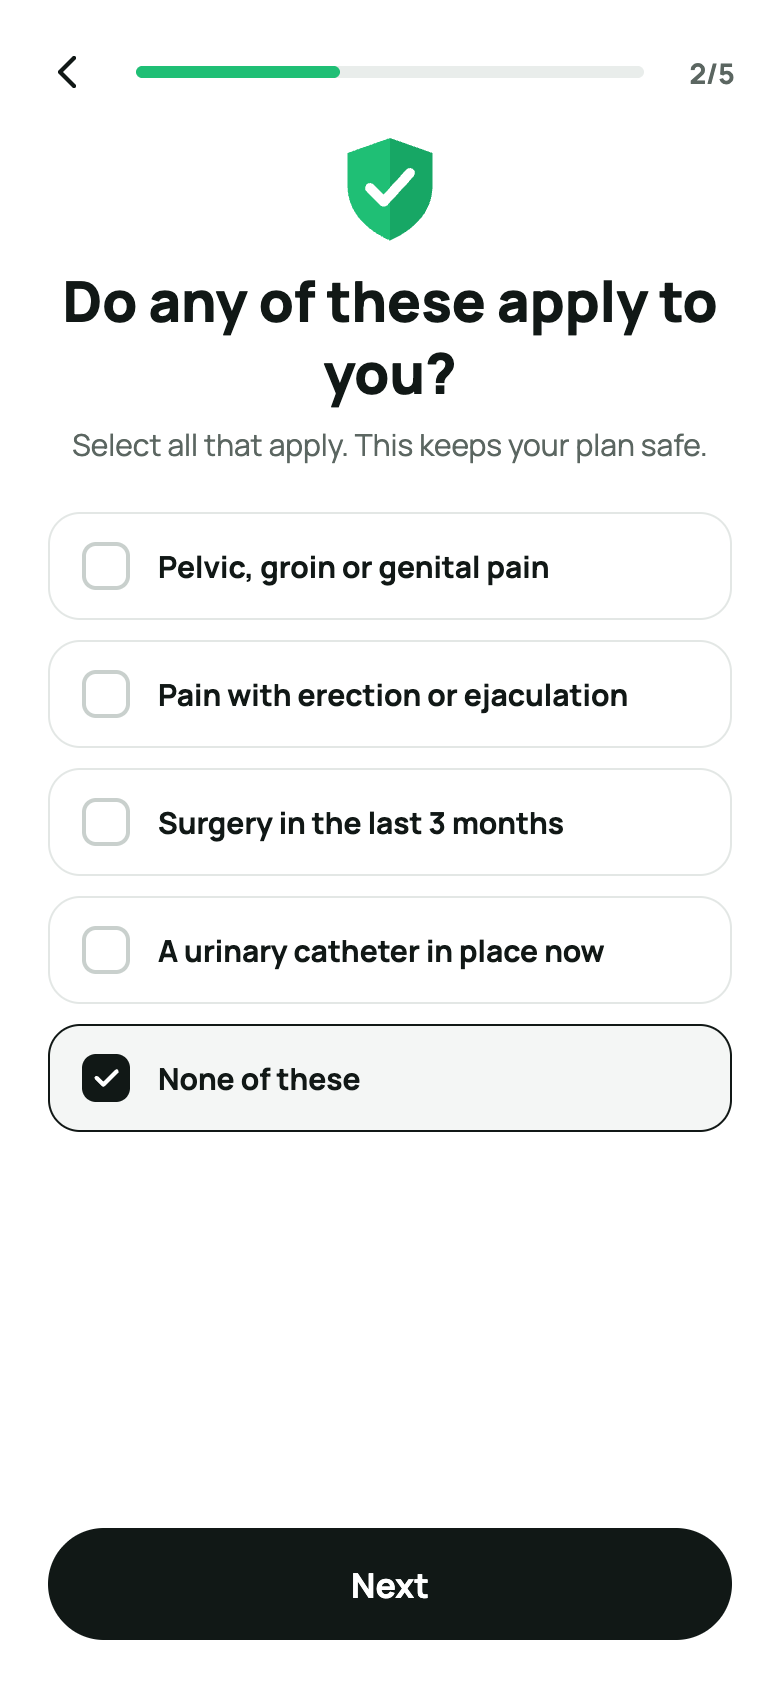 2/5
Do any of these apply to
you?
Select all that apply. This keeps your plan safe.
Pelvic, groin or genital pain
Pain with erection or ejaculation
Surgery in the last 3 months
A urinary catheter in place now
None of these
Next